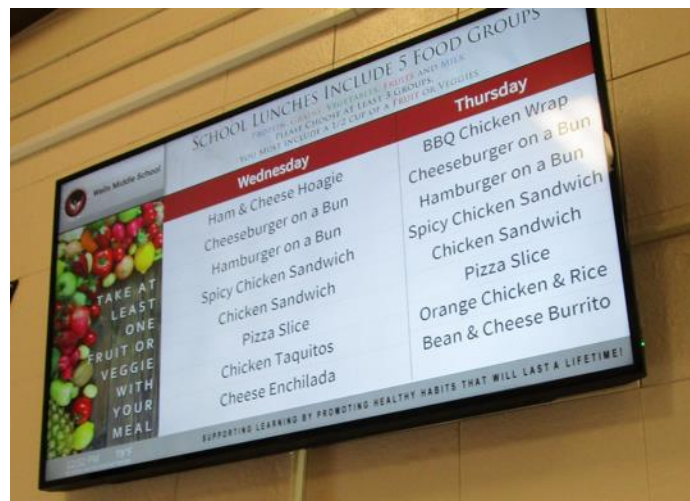 SCHOOL LUNCHES INCLUDE 5 FOOD GROUPS
PROTEIN, GRAINS, VEGETABLES, FRUITS AND MILK
PLEASE CHOOSE AT LEAST 3 GROUPS.
YOU MUST INCLUDE A 1/2 CUP OF A FRUIT OR VEGGIES
Wells Middle School
TAKE AT
LEAST
ONE
FRUIT OR
VEGGIE
WITH
YOUR
MEAL
Wednesday
Ham & Cheese Hoagie
Cheeseburger on a Bun
Hamburger on a Bun
Spicy Chicken Sandwich
Chicken Sandwich
Pizza Slice
Chicken Taquitos
Cheese Enchilada
Thursday
BBQ Chicken Wrap
Cheeseburger on a Bun
Hamburger on a Bun
Spicy Chicken Sandwich
Chicken Sandwich
Pizza Slice
Orange Chicken & Rice
Bean & Cheese Burrito
SUPPORTING LEARNING BY PROMOTING HEALTHY HABITS THAT WILL LAST A LIFETIME!